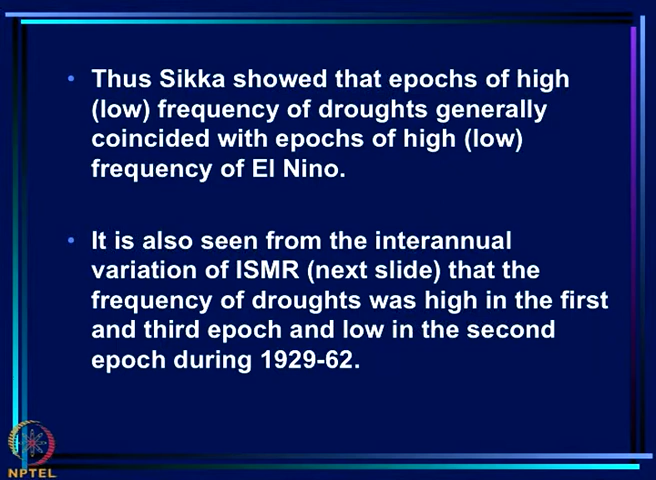 • Thus Sikka showed that epochs of high
(low) frequency of droughts generally
coincided with epochs of high (low)
frequency of El Nino.
• It is also seen from the interannual
variation of ISMR (next slide) that the
frequency of droughts was high in the first
and third epoch and low in the second
epoch during 1929-62.
NPTEL